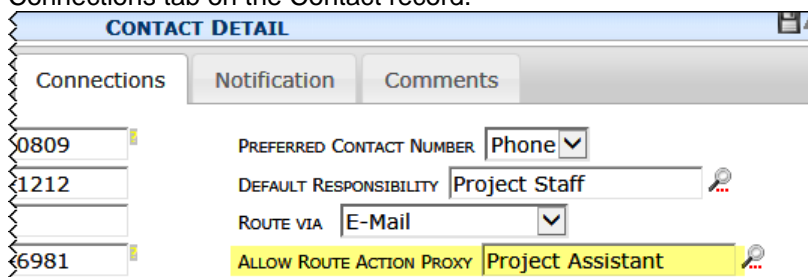 Connections tab on the Contact record.
CONTACT DETAIL
Connections Notification Comments
0809 PREFERRED CONTACT NUMBER Phone
1212 DEFAULT RESPONSIBILITY Project Staff
ROUTE VIA E-Mail
6981 ALLOW ROUTE ACTION PROXY Project Assistant